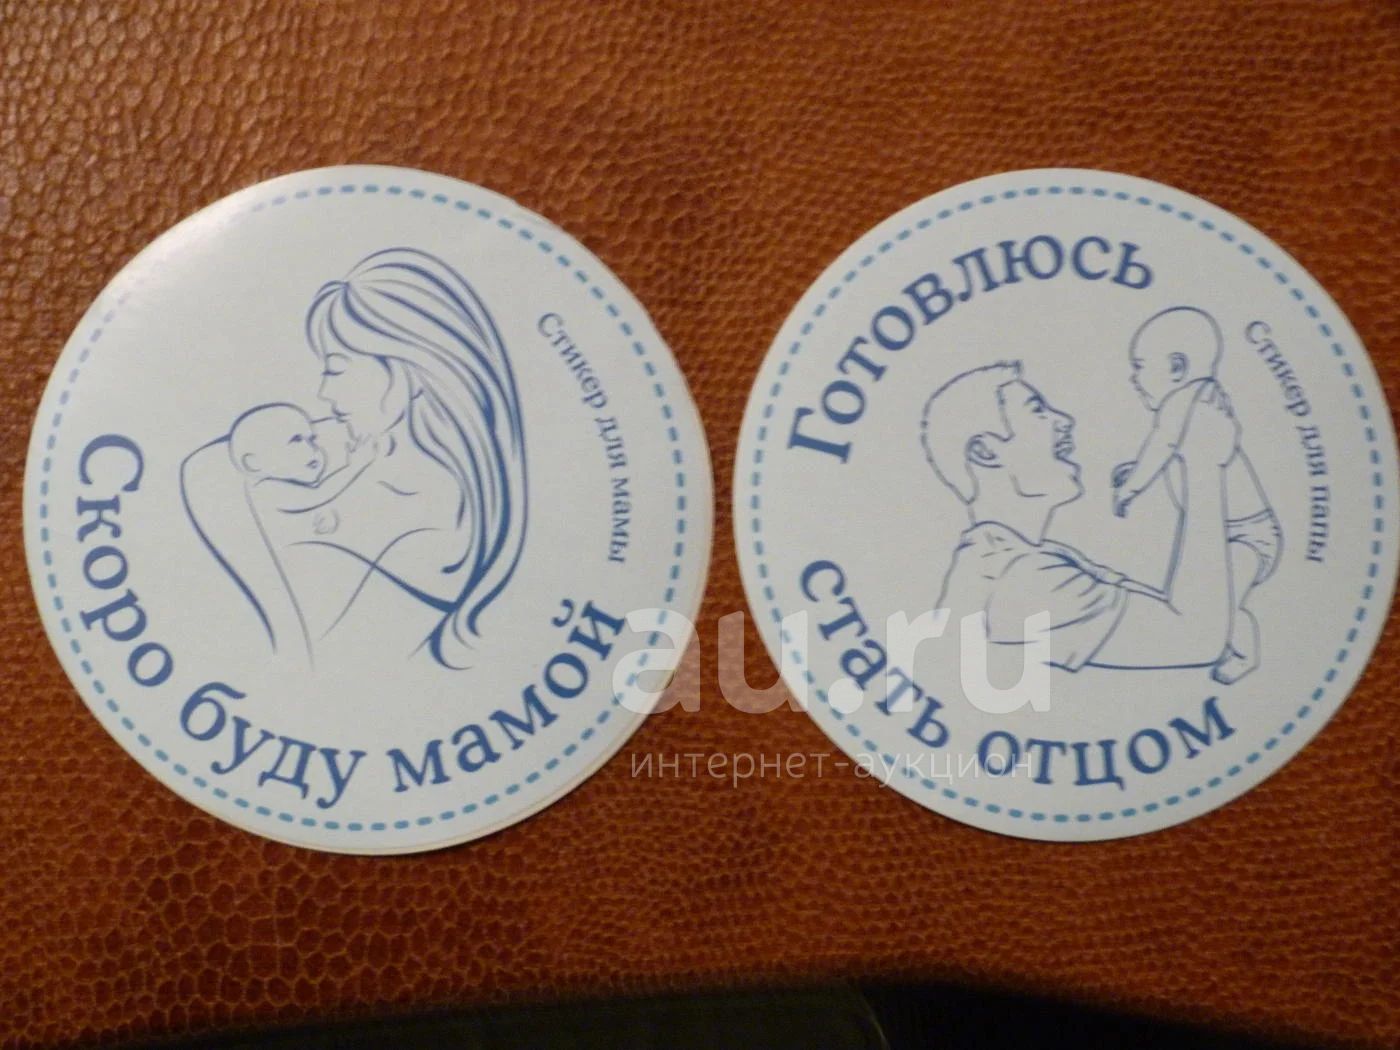 Скоро буду мамой
Стикер для мамы
Готовлюсь
стать отцом
Стикер для папы
au.ru
интернет-аукцион